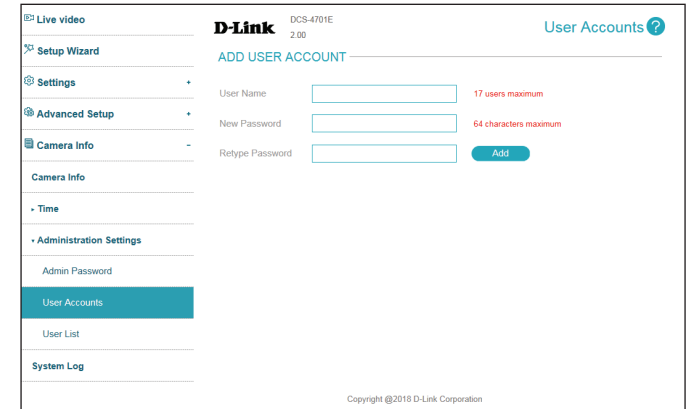 Live video
Setup Wizard
Settings +
Advanced Setup +
Camera Info -
Camera Info
Time
Administration Settings
Admin Password
User Accounts
User List
System Log
D-Link DCS-4701E
2.00
User Accounts ?
ADD USER ACCOUNT
User Name 17 users maximum
New Password 64 characters maximum
Retype Password Add
Copyright @2018 D-Link Corporation